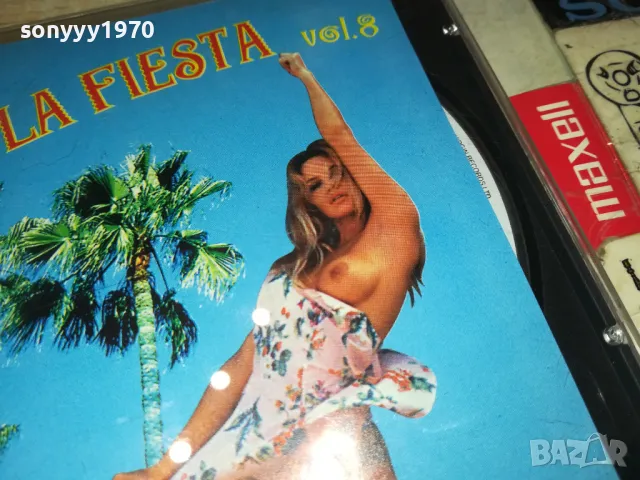 sonyyy1970
LA FIESTA vol.8
maxell
BAZAR